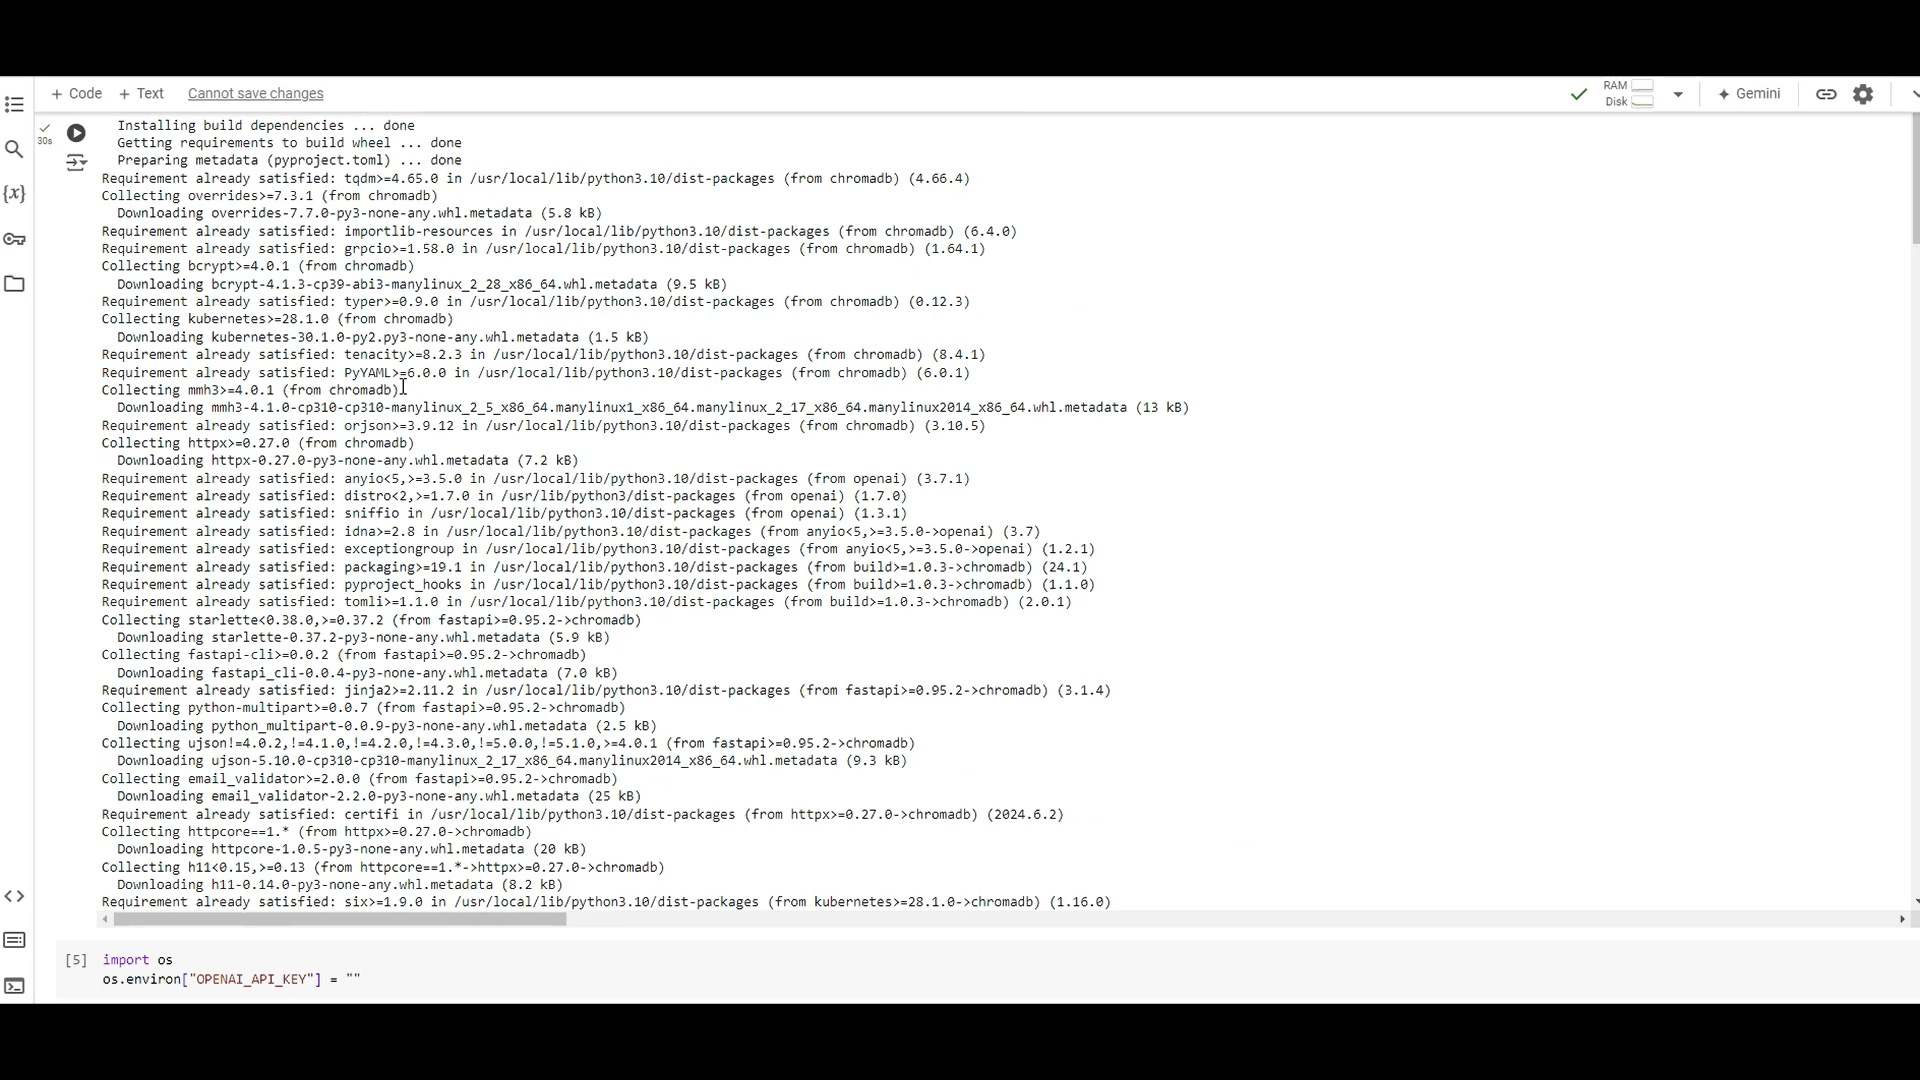 + Code + Text Cannot save changes
RAM
Disk
Gemini
30s
Installing build dependencies ... done
Getting requirements to build wheel ... done
Preparing metadata (pyproject.toml) ... done
Requirement already satisfied: tqdm>=4.65.0 in /usr/local/lib/python3.10/dist-packages (from chromadb) (4.66.4)
Collecting overrides>=7.3.1 (from chromadb)
Downloading overrides-7.7.0-py3-none-any.whl.metadata (5.8 kB)
Requirement already satisfied: importlib-resources in /usr/local/lib/python3.10/dist-packages (from chromadb) (6.4.0)
Requirement already satisfied: grpcio>=1.58.0 in /usr/local/lib/python3.10/dist-packages (from chromadb) (1.64.1)
Collecting bcrypt>=4.0.1 (from chromadb)
Downloading bcrypt-4.1.3-cp39-abi3-manylinux_2_28_x86_64.whl.metadata (9.5 kB)
Requirement already satisfied: typer>=0.9.0 in /usr/local/lib/python3.10/dist-packages (from chromadb) (0.12.3)
Collecting kubernetes>=28.1.0 (from chromadb)
Downloading kubernetes-30.1.0-py2.py3-none-any.whl.metadata (1.5 kB)
Requirement already satisfied: tenacity>=8.2.3 in /usr/local/lib/python3.10/dist-packages (from chromadb) (8.4.1)
Requirement already satisfied: PyYAML>=6.0.0 in /usr/local/lib/python3.10/dist-packages (from chromadb) (6.0.1)
Collecting mmh3>=4.0.1 (from chromadb)
Downloading mmh3-4.1.0-cp310-cp310-manylinux_2_5_x86_64.manylinux1_x86_64.manylinux_2_17_x86_64.manylinux2014_x86_64.whl.metadata (13 kB)
Requirement already satisfied: orjson>=3.9.12 in /usr/local/lib/python3.10/dist-packages (from chromadb) (3.10.5)
Collecting httpx>=0.27.0 (from chromadb)
Downloading httpx-0.27.0-py3-none-any.whl.metadata (7.2 kB)
Requirement already satisfied: anyio<5,>=3.5.0 in /usr/local/lib/python3.10/dist-packages (from openai) (3.7.1)
Requirement already satisfied: distro<2,>=1.7.0 in /usr/lib/python3/dist-packages (from openai) (1.7.0)
Requirement already satisfied: sniffio in /usr/local/lib/python3.10/dist-packages (from openai) (1.3.1)
Requirement already satisfied: idna>=2.8 in /usr/local/lib/python3.10/dist-packages (from anyio<5,>=3.5.0->openai) (3.7)
Requirement already satisfied: exceptiongroup in /usr/local/lib/python3.10/dist-packages (from anyio<5,>=3.5.0->openai) (1.2.1)
Requirement already satisfied: packaging>=19.1 in /usr/local/lib/python3.10/dist-packages (from build>=1.0.3->chromadb) (24.1)
Requirement already satisfied: pyproject_hooks in /usr/local/lib/python3.10/dist-packages (from build>=1.0.3->chromadb) (1.1.0)
Requirement already satisfied: tomli>=1.1.0 in /usr/local/lib/python3.10/dist-packages (from build>=1.0.3->chromadb) (2.0.1)
Collecting starlette<0.38.0,>=0.37.2 (from fastapi>=0.95.2->chromadb)
Downloading starlette-0.37.2-py3-none-any.whl.metadata (5.9 kB)
Collecting fastapi-cli>=0.0.2 (from fastapi>=0.95.2->chromadb)
Downloading fastapi_cli-0.0.4-py3-none-any.whl.metadata (7.0 kB)
Requirement already satisfied: jinja2>=2.11.2 in /usr/local/lib/python3.10/dist-packages (from fastapi>=0.95.2->chromadb) (3.1.4)
Collecting python-multipart>=0.0.7 (from fastapi>=0.95.2->chromadb)
Downloading python_multipart-0.0.9-py3-none-any.whl.metadata (2.5 kB)
Collecting ujson!=4.0.2,!=4.1.0,!=4.2.0,!=4.3.0,!=5.0.0,!=5.1.0,>=4.0.1 (from fastapi>=0.95.2->chromadb)
Downloading ujson-5.10.0-cp310-cp310-manylinux_2_17_x86_64.manylinux2014_x86_64.whl.metadata (9.3 kB)
Collecting email_validator>=2.0.0 (from fastapi>=0.95.2->chromadb)
Downloading email_validator-2.2.0-py3-none-any.whl.metadata (25 kB)
Requirement already satisfied: certifi in /usr/local/lib/python3.10/dist-packages (from httpx>=0.27.0->chromadb) (2024.6.2)
Collecting httpcore==1.* (from httpx>=0.27.0->chromadb)
Downloading httpcore-1.0.5-py3-none-any.whl.metadata (20 kB)
Collecting h11<0.15,>=0.13 (from httpcore==1.*->httpx>=0.27.0->chromadb)
Downloading h11-0.14.0-py3-none-any.whl.metadata (8.2 kB)
Requirement already satisfied: six>=1.9.0 in /usr/local/lib/python3.10/dist-packages (from kubernetes>=28.1.0->chromadb) (1.16.0)
[5] import os
os.environ["OPENAI_API_KEY"] = ""